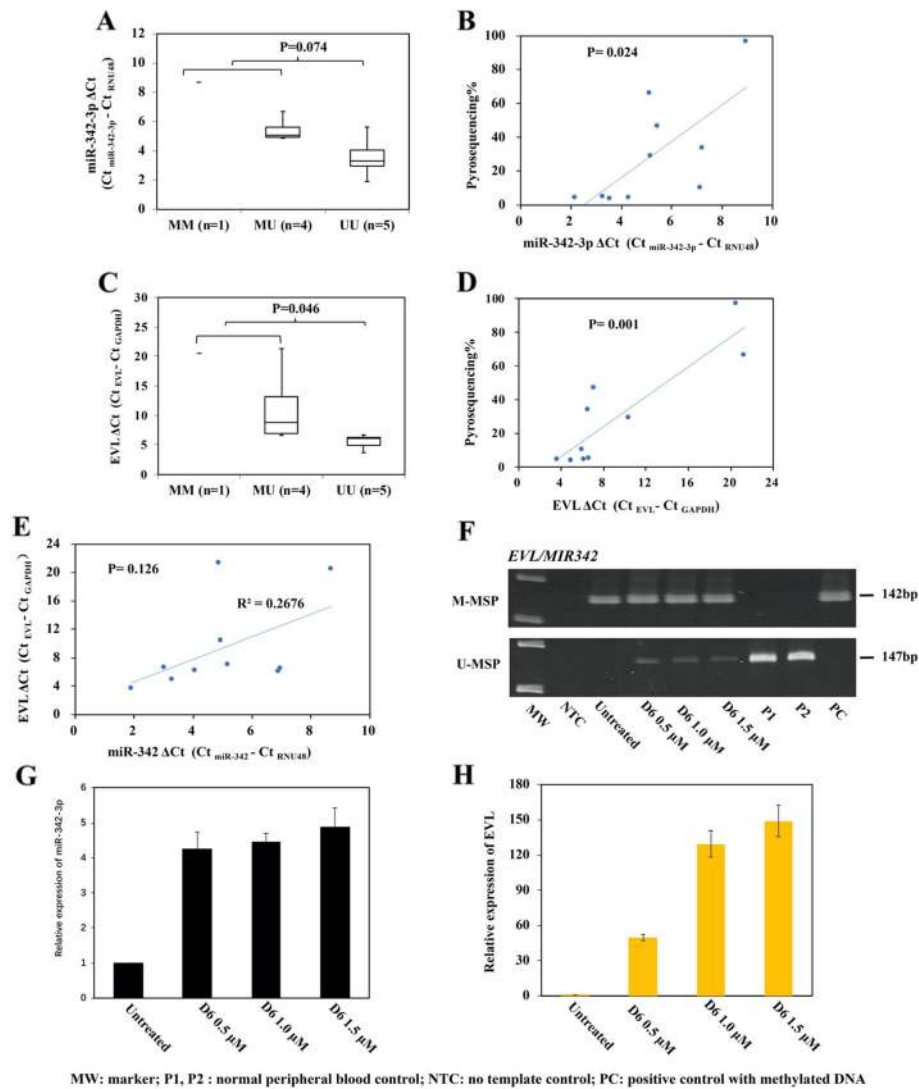 A
miR-342-3p ΔCt
(Ct miR-342-3p - Ct RNU48)
12
10
8
6
4
2
0
P=0.074
MM (n=1) MU (n=4) UU (n=5)
B
Pyrosequencing%
100
80
60
40
20
0
P= 0.024
0 2 4 6 8 10
miR-342-3p ΔCt (Ct miR-342-3p - Ct RNU48)
C
EVL ΔCt (Ct EVL - Ct GAPDH)
30
25
20
15
10
5
0
P=0.046
MM (n=1) MU (n=4) UU (n=5)
D
Pyrosequencing%
100
80
60
40
20
0
P= 0.001
0 4 8 12 16 20 24
EVL ΔCt (Ct EVL - Ct GAPDH)
E
EVL ΔCt (Ct EVL - Ct GAPDH)
24
20
16
12
8
4
0
P= 0.126
R² = 0.2676
0 2 4 6 8 10
miR-342 ΔCt (Ct miR-342 - Ct RNU48)
F
EVL/MIR342
M-MSP
142bp
U-MSP
147bp
MW
NTC
Untreated
D6 0.5 µM
D6 1.0 µM
D6 1.5 µM
P1
P2
PC
G
Relative expression of miR-342-3p
6
5
4
3
2
1
0
Untreated
D6 0.5 µM
D6 1.0 µM
D6 1.5 µM
H
Relative expression of EVL
180
150
120
90
60
30
0
Untreated
D6 0.5 µM
D6 1.0 µM
D6 1.5 µM
MW: marker; P1, P2 : normal peripheral blood control; NTC: no template control; PC: positive control with methylated DNA